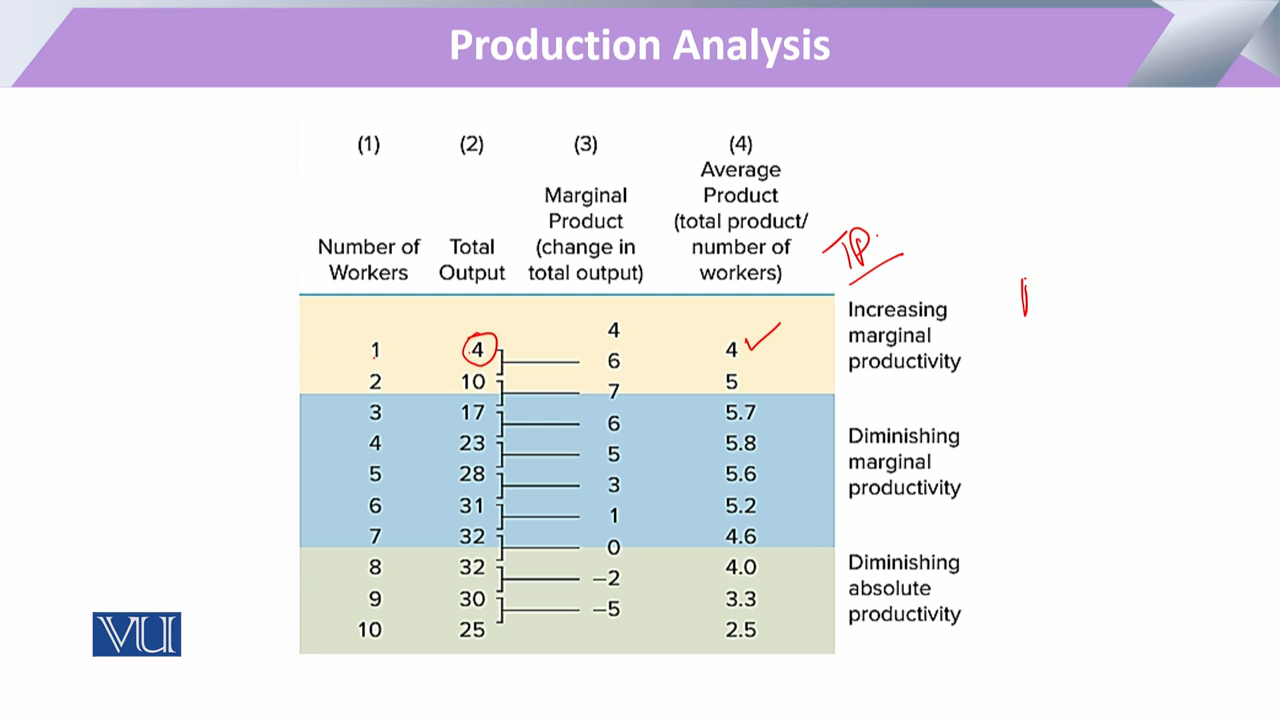 Production Analysis
(1) (2) (3) (4)
Average
Marginal Product
Product (total product/
Number of Total (change in number of
Workers Output total output) workers)
TP.
Increasing
marginal
productivity
4
1 4 4
6
2 10 5
7
3 17 5.7
6
4 23 5.8
5
5 28 5.6
3
6 31 5.2
1
7 32 4.6
0
8 32 4.0
−2
9 30 3.3
−5
10 25 2.5
Diminishing
marginal
productivity
Diminishing
absolute
productivity
VU